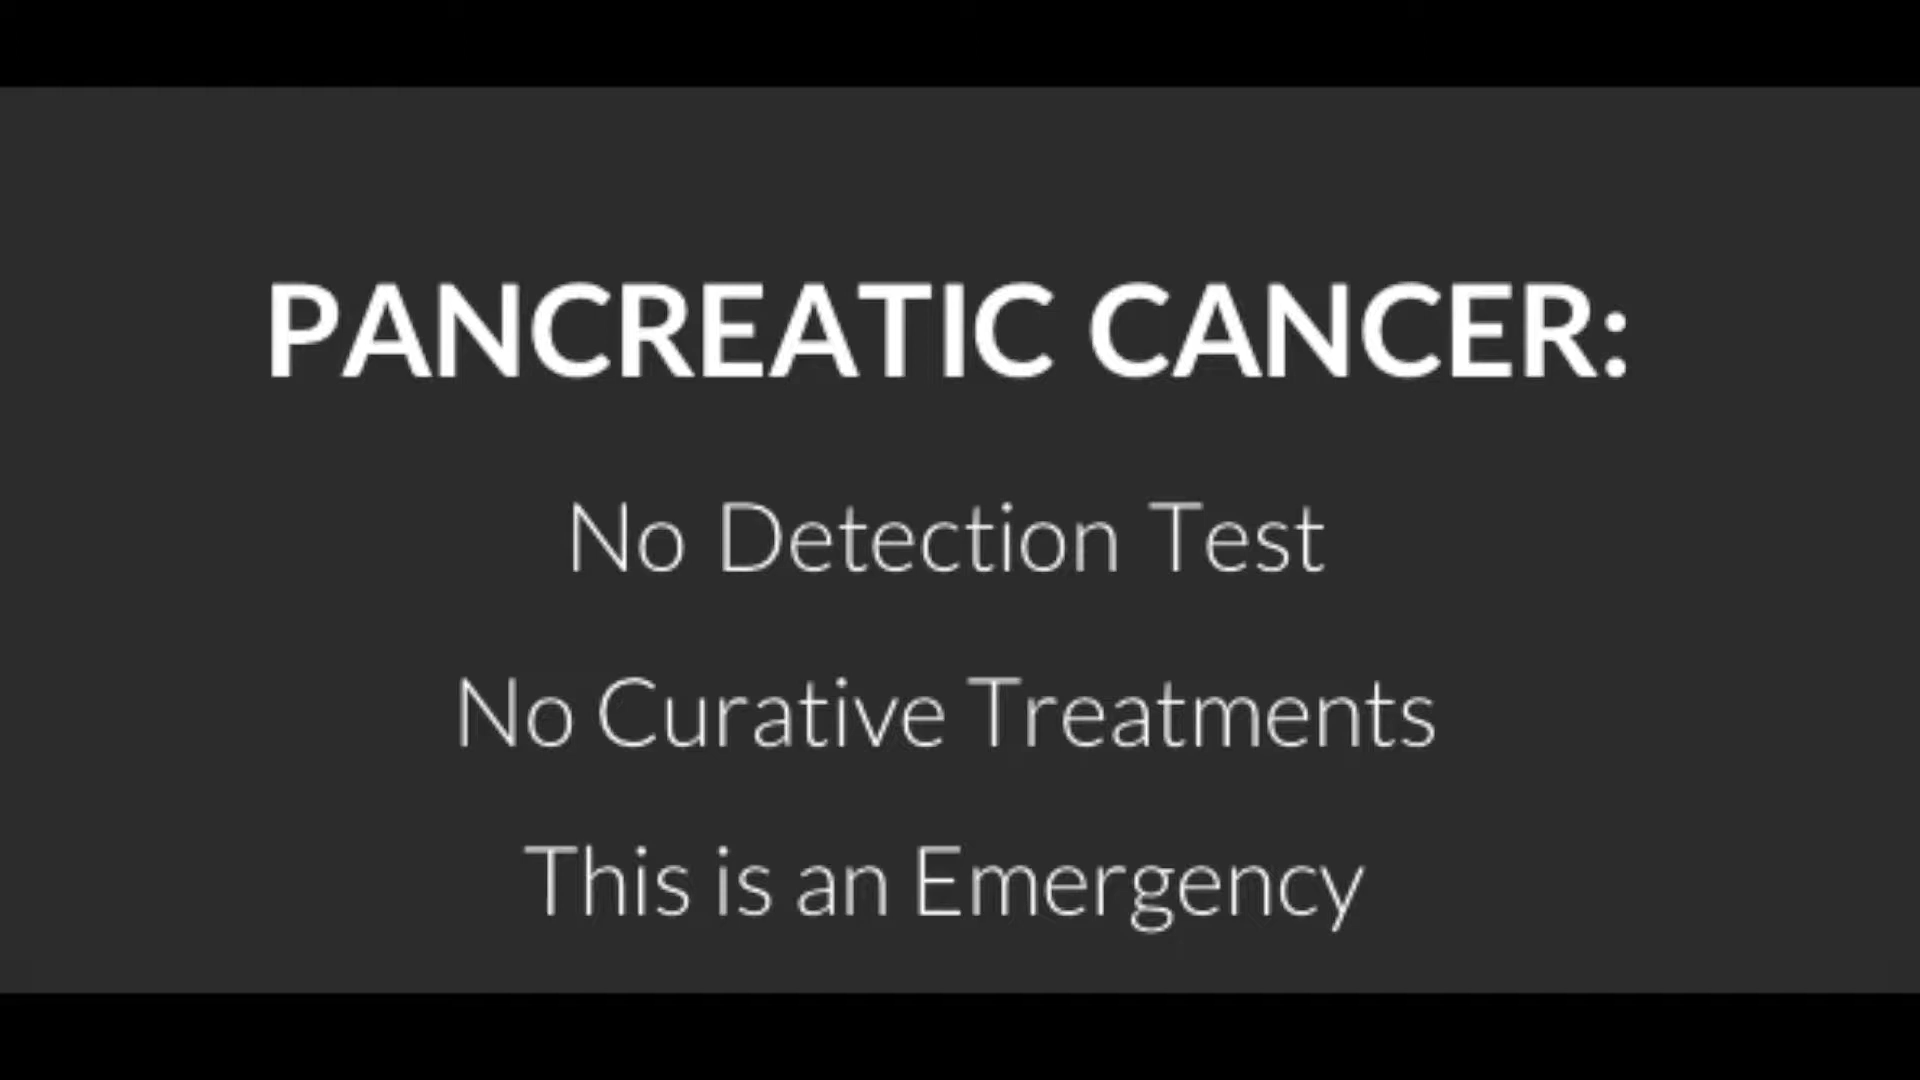 PANCREATIC CANCER:
No Detection Test
No Curative Treatments
This is an Emergency